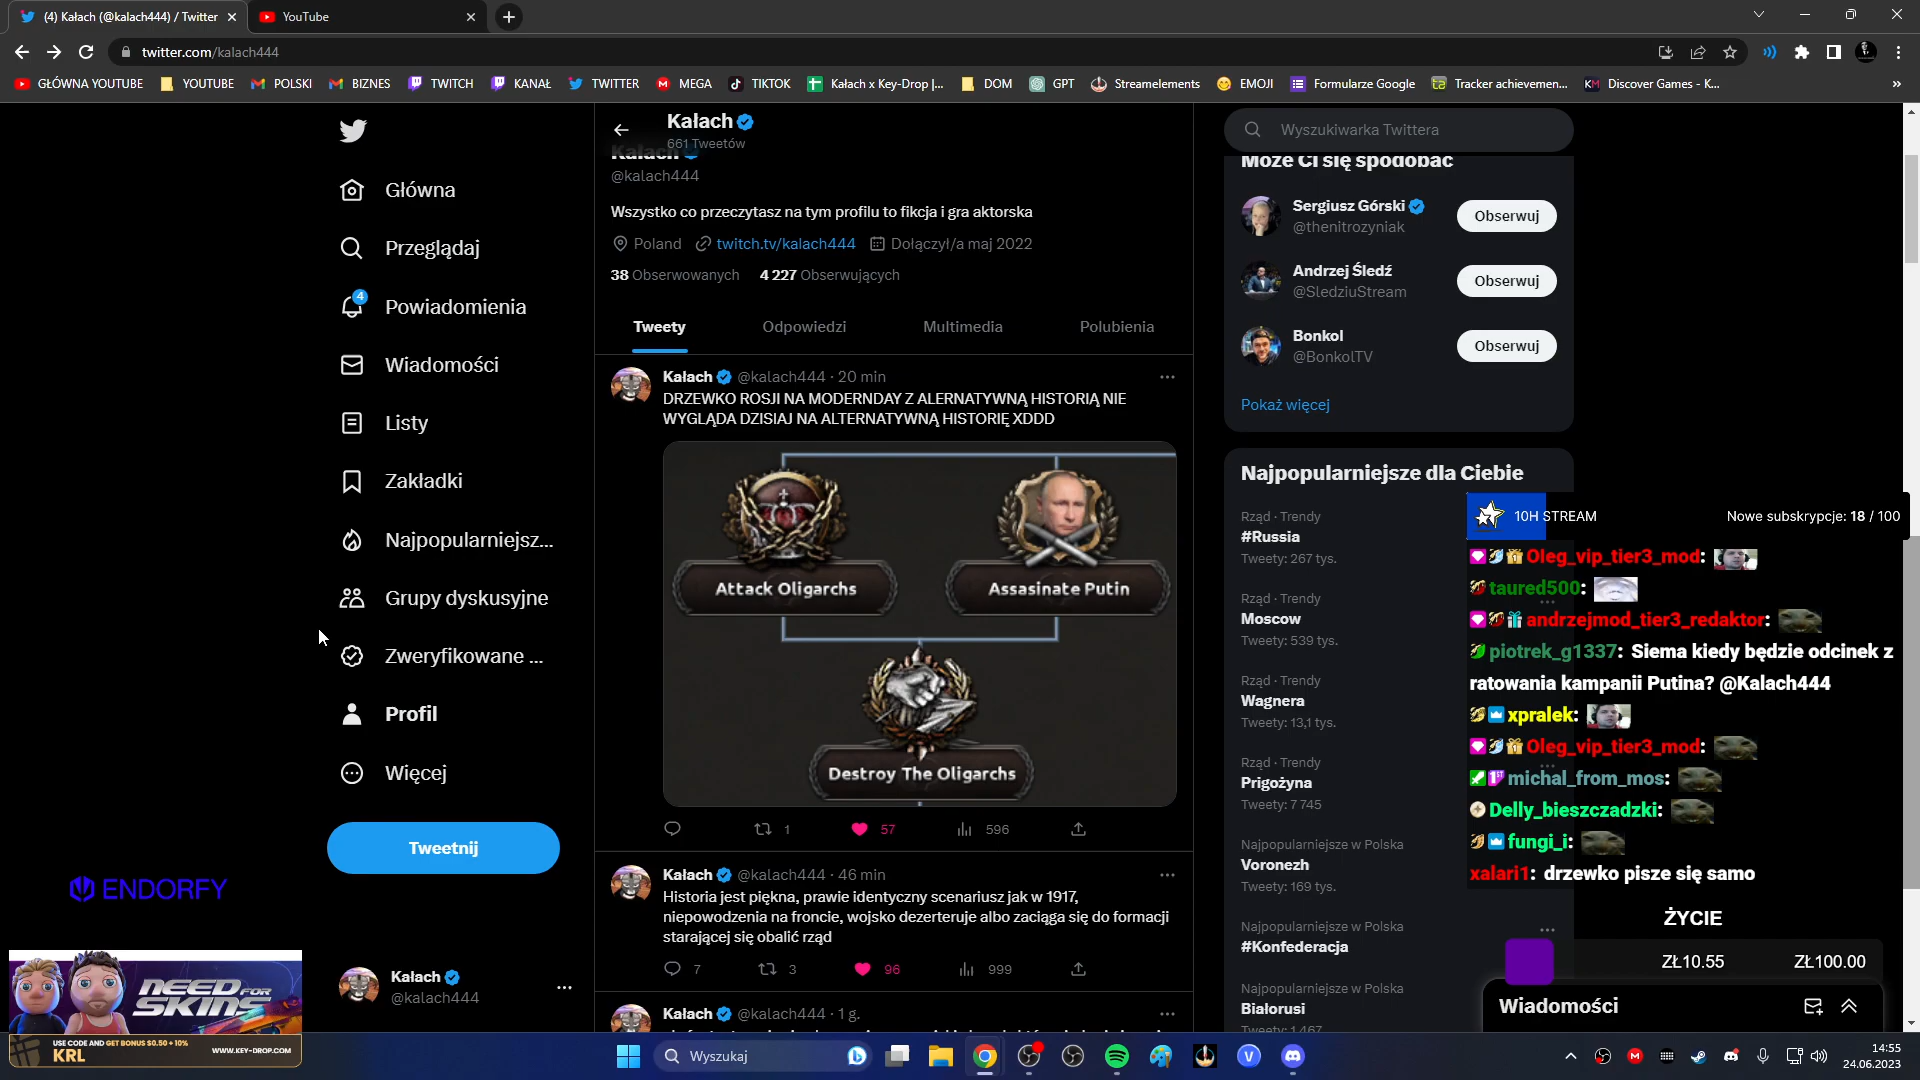 (4) Kałach (@kalach444) / Twitter
YouTube
twitter.com/kalach444
GŁÓWNA YOUTUBE
YOUTUBE
POLSKI
BIZNES
TWITCH
KANAŁ
TWITTER
MEGA
TIKTOK
Kałach x Key-Drop |...
DOM
GPT
Streamelements
EMOJI
Formularze Google
Tracker achievemen...
Discover Games - K...
Główna
Przeglądaj
4
Powiadomienia
Wiadomości
Listy
Zakładki
Najpopularniejsz...
Grupy dyskusyjne
Zweryfikowane ...
Profil
Więcej
Tweetnij
ENDORFY
NEED FOR
SKINS
USE CODE AND GET BONUS $0.50 + 10%
KRL
WWW.KEY-DROP.COM
Kałach
@kalach444
Kałach
661 Tweetów
Kałach
@kalach444
Wszystko co przeczytasz na tym profilu to fikcja i gra aktorska
Poland twitch.tv/kalach444 Dołączył/a maj 2022
38 Obserwowanych 4 227 Obserwujących
Tweety
Odpowiedzi
Multimedia
Polubienia
Kałach @kalach444 · 20 min
DRZEWKO ROSJI NA MODERNDAY Z ALERNATYWNĄ HISTORIĄ NIE
WYGLĄDA DZISIAJ NA ALTERNATYWNĄ HISTORIĘ XDDD
Attack Oligarchs
Assasinate Putin
Destroy The Oligarchs
1
57
596
Kałach @kalach444 · 46 min
Historia jest piękna, prawie identyczny scenariusz jak w 1917,
niepowodzenia na froncie, wojsko dezerteruje albo zaciąga się do formacji
starającej się obalić rząd
7
3
96
999
Kałach @kalach444 · 1 g.
Wyszukiwarka Twittera
Może Ci się spodobać
Sergiusz Górski
@thenitrozyniak
Obserwuj
Andrzej Śledź
@SledziuStream
Obserwuj
Bonkol
@BonkolTV
Obserwuj
Pokaż więcej
Najpopularniejsze dla Ciebie
Rząd · Trendy
#Russia
Tweety: 267 tys.
Rząd · Trendy
Moscow
Tweety: 539 tys.
Rząd · Trendy
Wagnera
Tweety: 13,1 tys.
Rząd · Trendy
Prigożyna
Tweety: 7 745
Najpopularniejsze w Polska
Voronezh
Tweety: 169 tys.
Najpopularniejsze w Polska
#Konfederacja
Najpopularniejsze w Polska
Białorusi
Tweety: 1 467
10H STREAM
Nowe subskrypcje: 18 / 100
Oleg_vip_tier3_mod:
taured500:
andrzejmod_tier3_redaktor:
piotrek_g1337: Siema kiedy będzie odcinek z
ratowania kampanii Putina? @Kalach444
xpralek:
Oleg_vip_tier3_mod:
michal_from_mos:
Delly_bieszczadzki:
fungi_i:
xalari1: drzewko pisze się samo
ŻYCIE
ZŁ10.55
ZŁ100.00
Wiadomości
Wyszukaj
14:55
24.06.2023